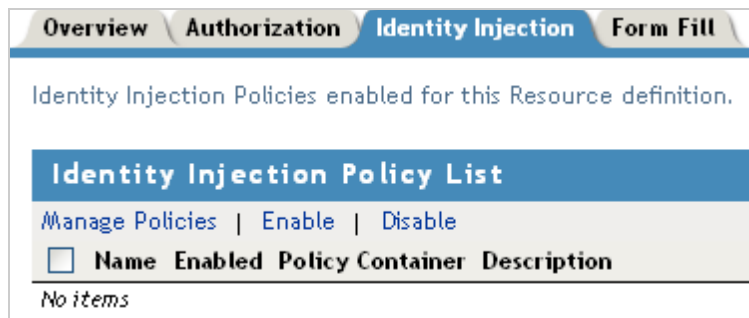 Overview Authorization Identity Injection Form Fill
Identity Injection Policies enabled for this Resource definition.
Identity Injection Policy List
Manage Policies | Enable | Disable
Name Enabled Policy Container Description
No items